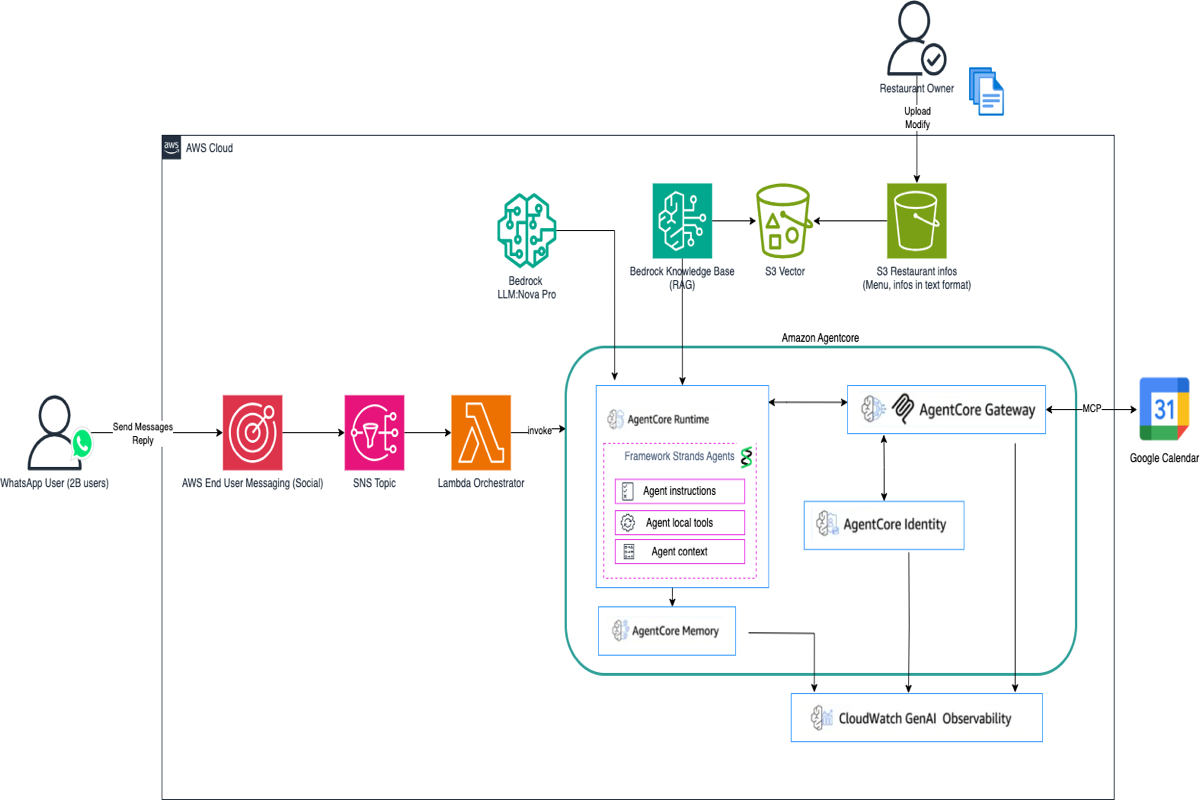 Restaurant Owner
Upload
Modify
aws
AWS Cloud
Bedrock
LLM:Nova Pro
Bedrock Knowledge Base
(RAG)
S3 Vector
S3 Restaurant infos
(Menu, infos in text format)
Amazon Agentcore
WhatsApp User (2B users)
Send Messages
Reply
AWS End User Messaging (Social)
SNS Topic
Lambda Orchestrator
invoke
AgentCore Runtime
Framework Strands Agents
Agent instructions
Agent local tools
Agent context
AgentCore Memory
AgentCore Gateway
AgentCore Identity
MCP
31
Google Calendar
CloudWatch GenAI Observability